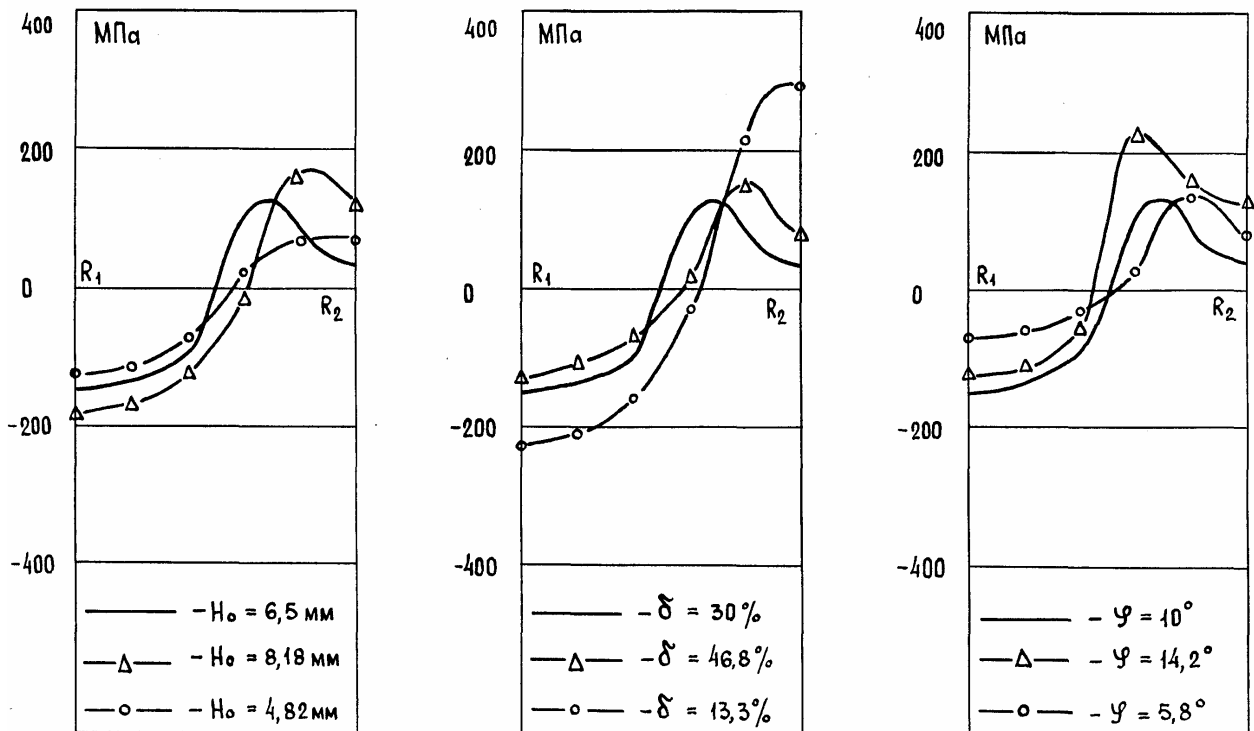 400
МПа
200
R₁
0
R₂
-200
-400
- H₀ = 6,5 мм
- H₀ = 8,18 мм
- H₀ = 4,82 мм
400
МПа
200
R₁
0
R₂
-200
-400
- δ = 30%
- δ = 46,8%
- δ = 13,3%
400
МПа
200
R₁
0
R₂
-200
-400
- φ = 10°
- φ = 14,2°
- φ = 5,8°